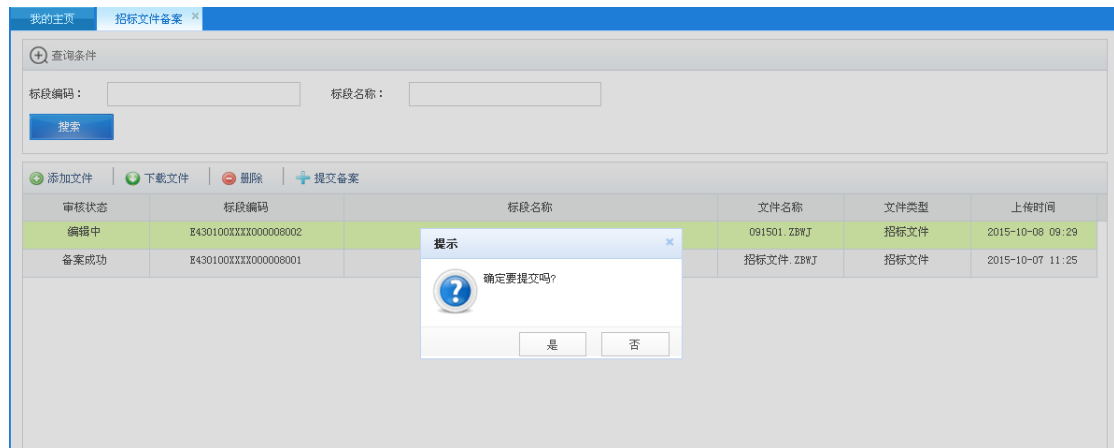 我的主页 招标文件备案
查询条件
标段编码： 标段名称：
搜索
添加文件 下载文件 删除 提交备案
审核状态 标段编码 标段名称 文件名称 文件类型 上传时间
编辑中 E430100XXXX000008002 091501.ZBWJ 招标文件 2015-10-08 09:29
备案成功 E430100XXXX000008001 招标文件.ZBWJ 招标文件 2015-10-07 11:25
提示
确定要提交吗?
是 否